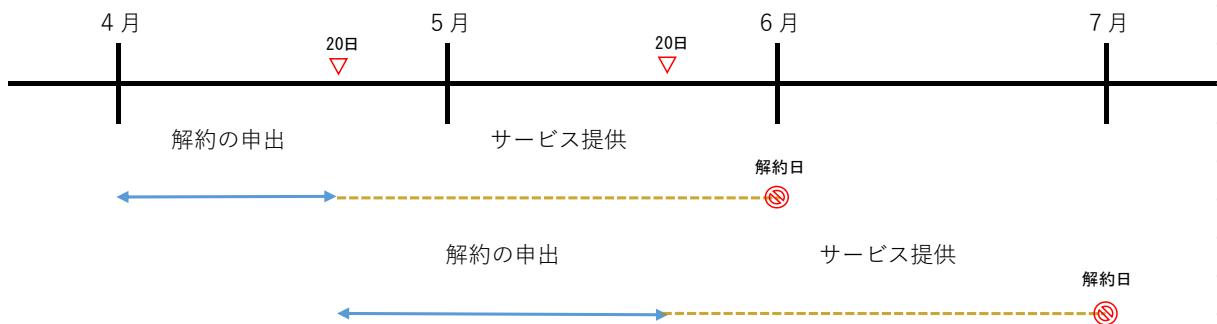 4月 5月 6月 7月
20日 20日
解約の申出 サービス提供
解約日
解約の申出 サービス提供
解約日